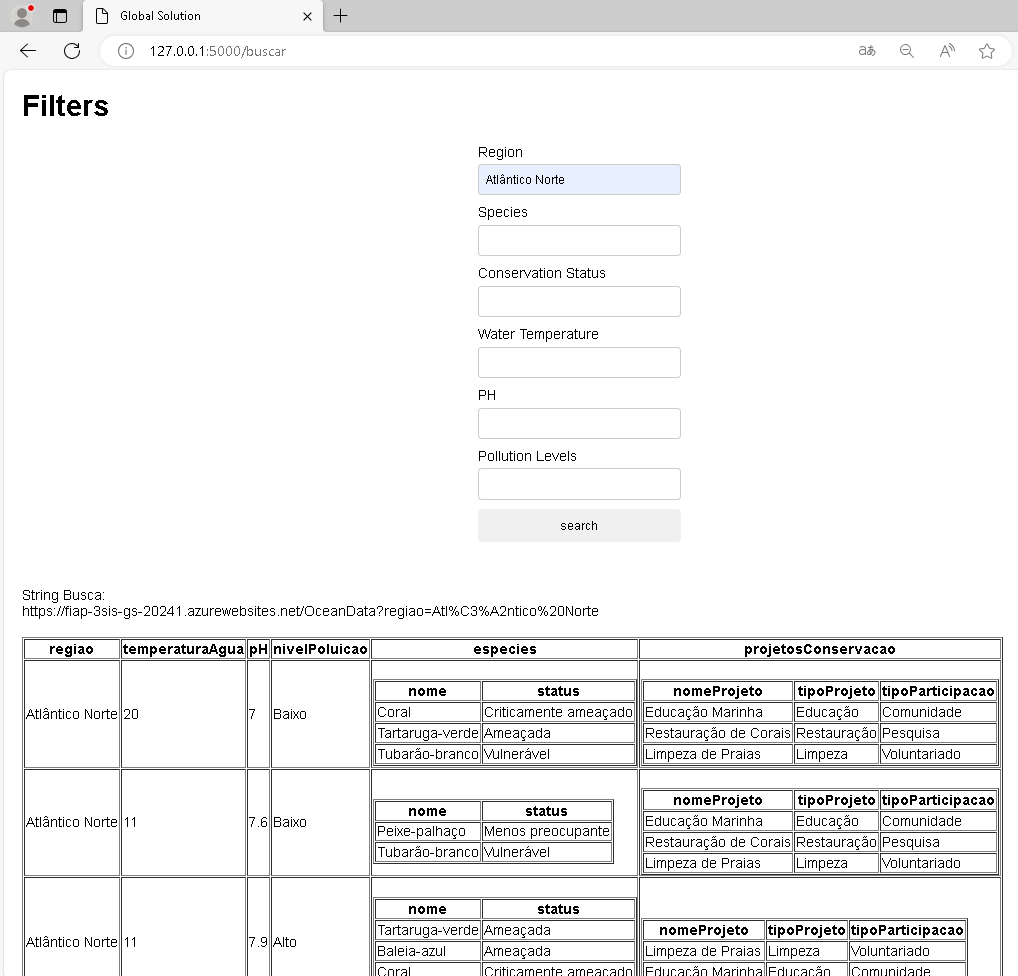 Global Solution
127.0.0.1:5000/buscar
Filters
Region
Atlântico Norte
Species
Conservation Status
Water Temperature
PH
Pollution Levels
search
String Busca:
https://fiap-3sis-gs-20241.azurewebsites.net/OceanData?regiao=Atl%C3%A2ntico%20Norte
regiao temperaturaAgua pH nivelPoluicao especies projetosConservacao
nome status nomeProjeto tipoProjeto tipoParticipacao
Coral Criticamente ameaçado Educação Marinha Educação Comunidade
Atlântico Norte 20 7 Baixo
Tartaruga-verde Ameaçada Restauração de Corais Restauração Pesquisa
Tubarão-branco Vulnerável Limpeza de Praias Limpeza Voluntariado
nomeProjeto tipoProjeto tipoParticipacao
nome status
Atlântico Norte 11 7.6 Baixo
Educação Marinha Educação Comunidade
Peixe-palhaço Menos preocupante
Restauração de Corais Restauração Pesquisa
Tubarão-branco Vulnerável
Limpeza de Praias Limpeza Voluntariado
nome status
Tartaruga-verde Ameaçada
nomeProjeto tipoProjeto tipoParticipacao
Atlântico Norte 11 7.9 Alto
Baleia-azul Ameaçada
Limpeza de Praias Limpeza Voluntariado
Coral Criticamente ameaçado
Educação Marinha Educação Comunidade